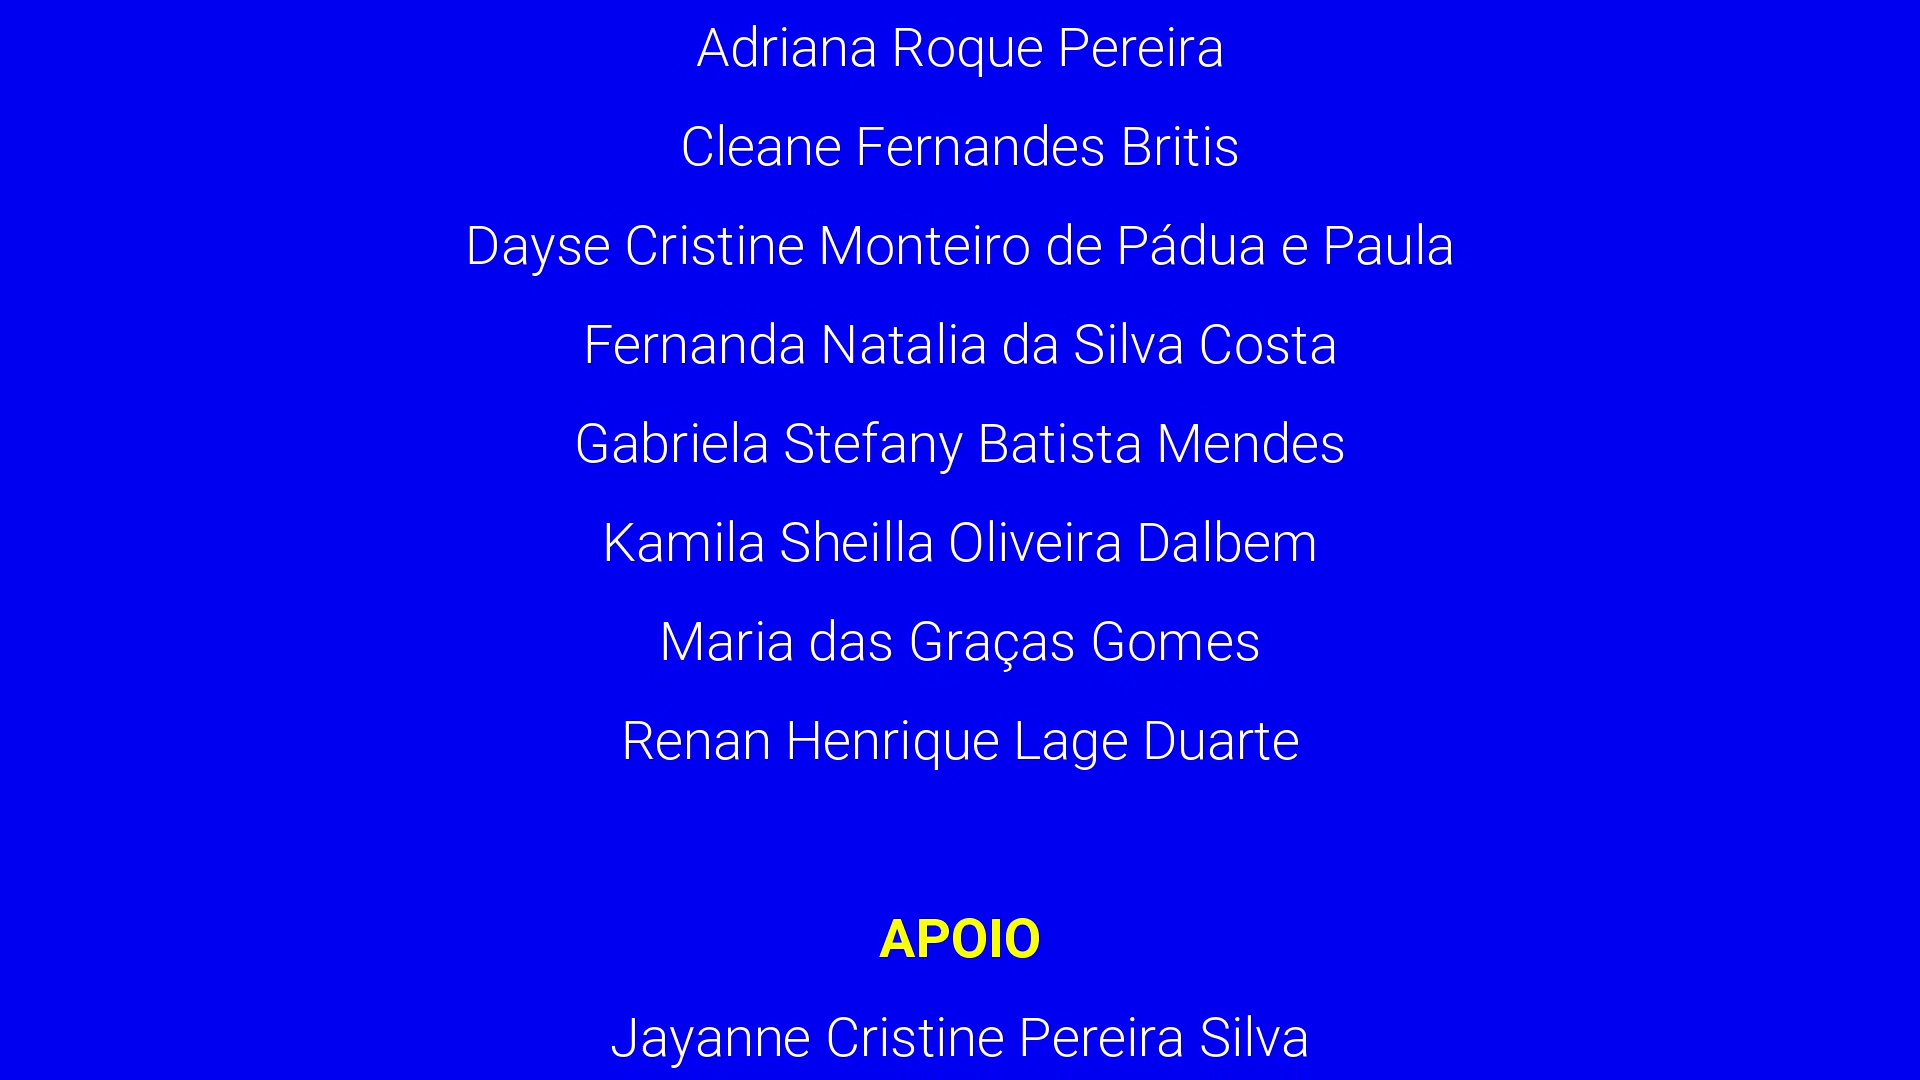 Adriana Roque Pereira
Cleane Fernandes Britis
Dayse Cristine Monteiro de Pádua e Paula
Fernanda Natalia da Silva Costa
Gabriela Stefany Batista Mendes
Kamila Sheilla Oliveira Dalbem
Maria das Graças Gomes
Renan Henrique Lage Duarte
APOIO
Jayanne Cristine Pereira Silva